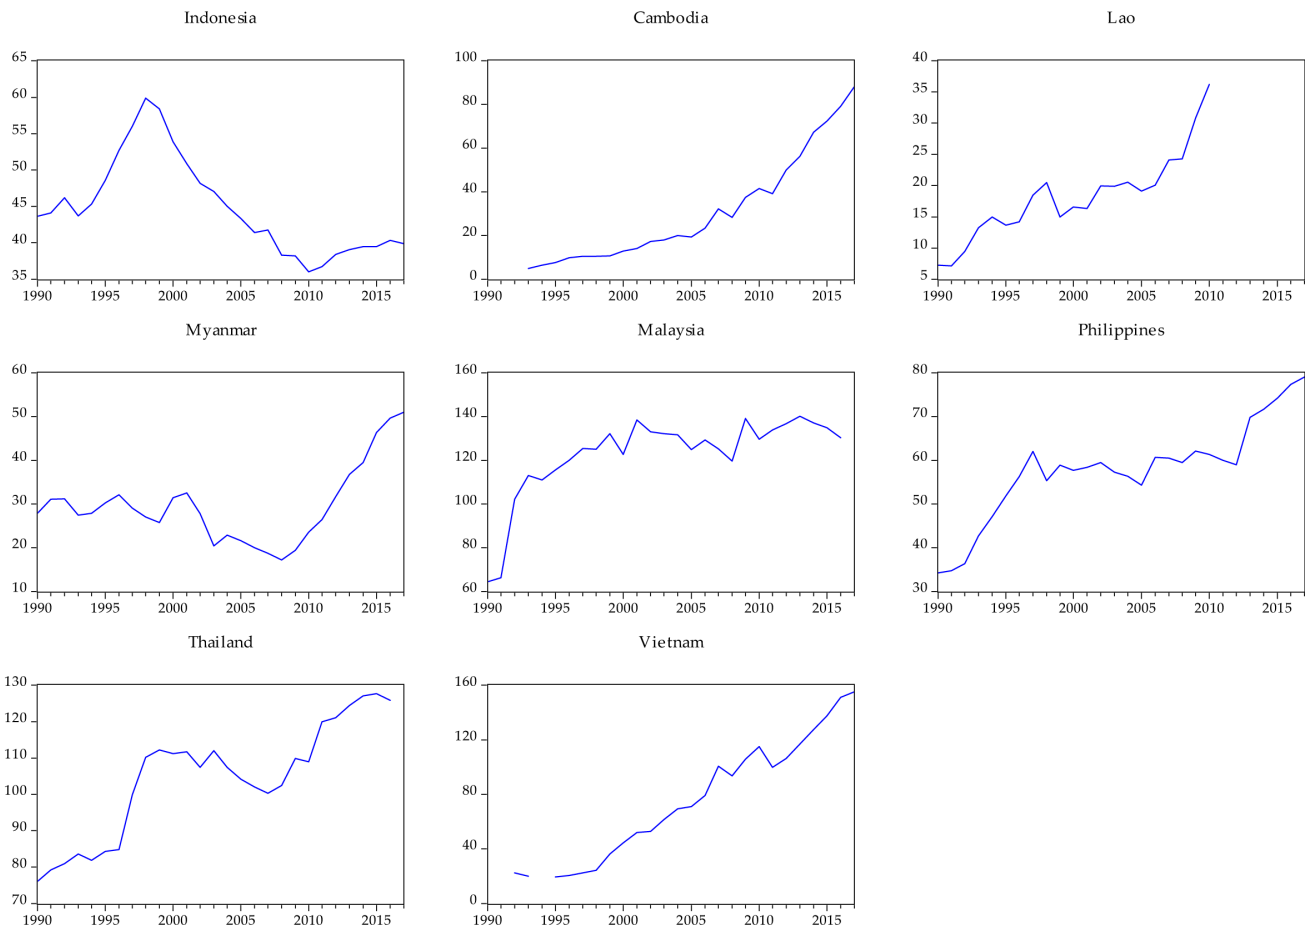 Indonesia Cambodia Lao
65 100 40
60 80 35
55 60 30
50 40 25
45 20 20
40 0 15
35 10
5
1990 1995 2000 2005 2010 2015 1990 1995 2000 2005 2010 2015 1990 1995 2000 2005 2010 2015
Myanmar Malaysia Philippines
60 160 80
50 140 70
40 120 60
30 100 50
20 80 40
10 60 30
1990 1995 2000 2005 2010 2015 1990 1995 2000 2005 2010 2015 1990 1995 2000 2005 2010 2015
Thailand Vietnam
130 160
120 120
110 80
100 40
90 0
80
70
1990 1995 2000 2005 2010 2015 1990 1995 2000 2005 2010 2015